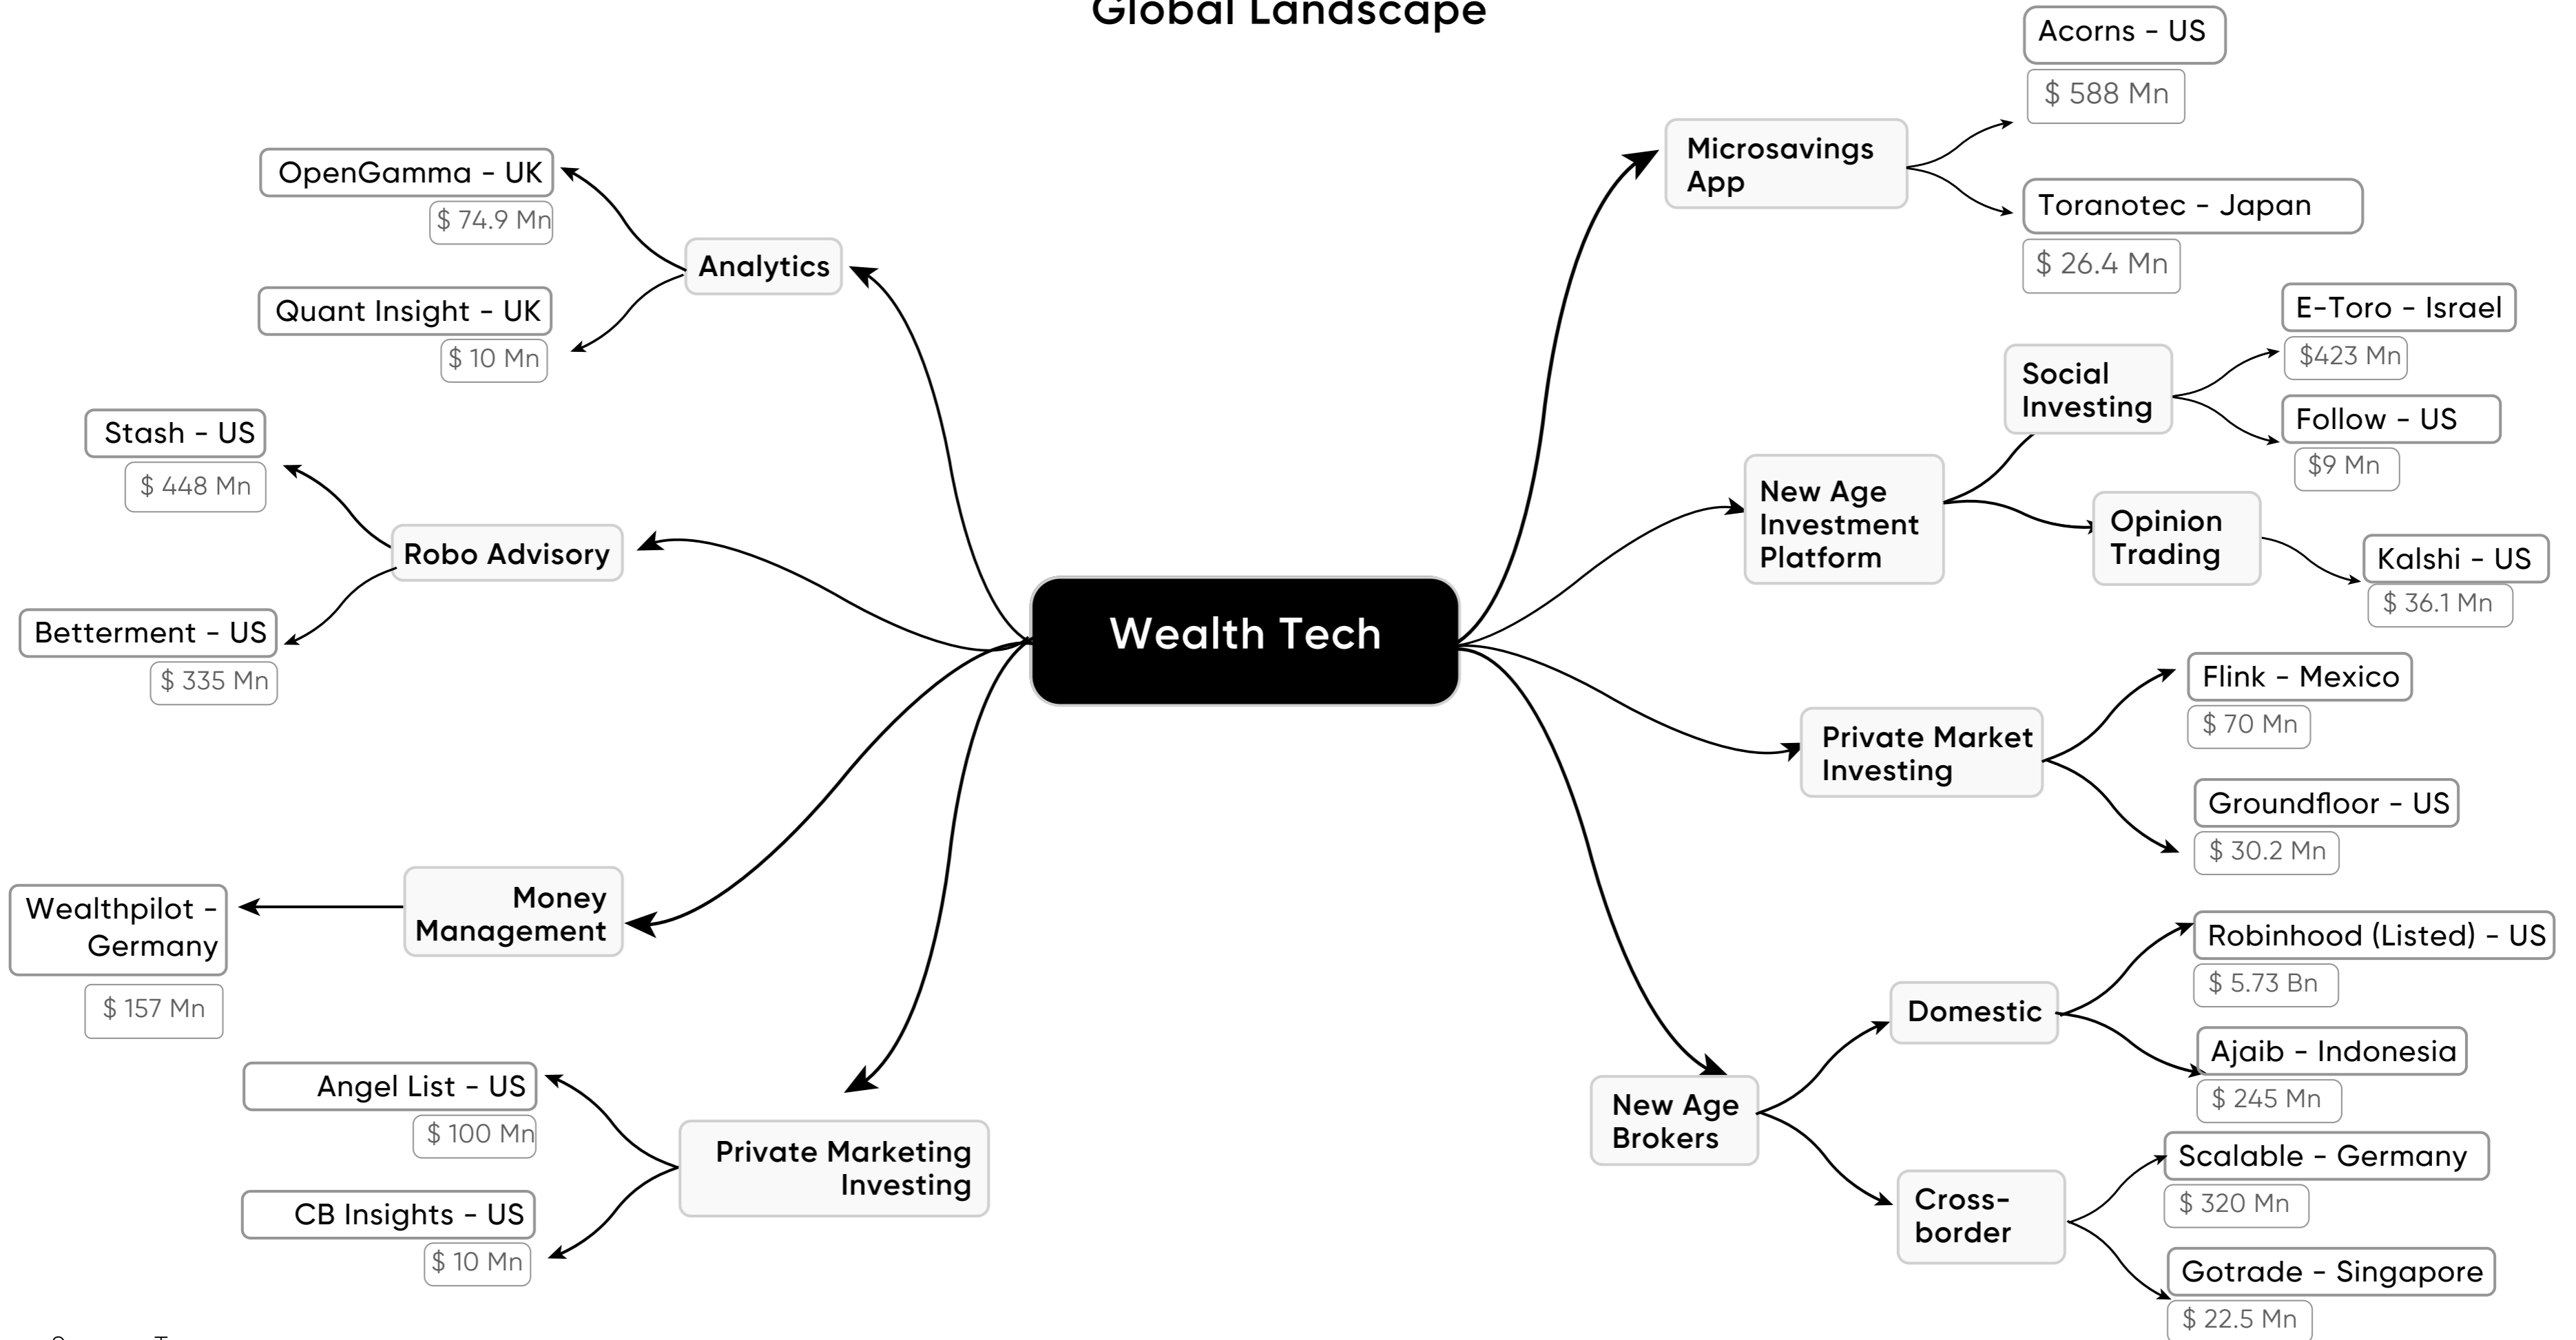 Global Landscape
OpenGamma - UK
$ 74.9 Mn
Quant Insight - UK
$ 10 Mn
Analytics
Stash - US
$ 448 Mn
Betterment - US
$ 335 Mn
Robo Advisory
Wealthpilot -
Germany
$ 157 Mn
Money
Management
Angel List - US
$ 100 Mn
CB Insights - US
$ 10 Mn
Private Marketing
Investing
Wealth Tech
Microsavings
App
Acorns - US
$ 588 Mn
Toranotec - Japan
$ 26.4 Mn
New Age
Investment
Platform
Social
Investing
E-Toro - Israel
$423 Mn
Follow - US
$9 Mn
Opinion
Trading
Kalshi - US
$ 36.1 Mn
Private Market
Investing
Flink - Mexico
$ 70 Mn
Groundfloor - US
$ 30.2 Mn
New Age
Brokers
Domestic
Robinhood (Listed) - US
$ 5.73 Bn
Ajaib - Indonesia
$ 245 Mn
Cross-
border
Scalable - Germany
$ 320 Mn
Gotrade - Singapore
$ 22.5 Mn